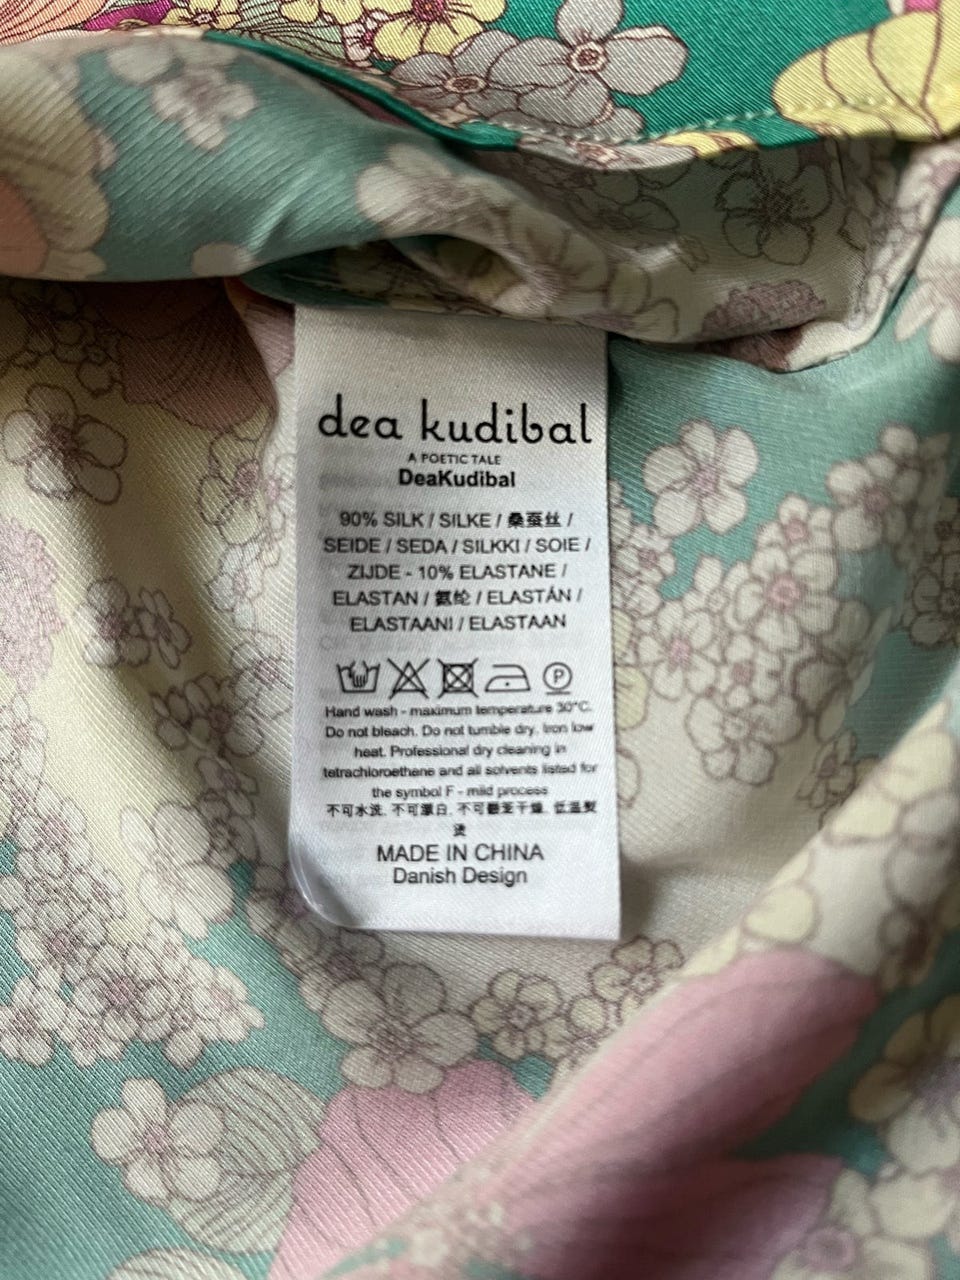 dea kudibal
A POETIC TALE
DeaKudibal
90% SILK / SILKE / 桑蚕丝 /
SEIDE / SEDA / SILKKI / SOIE /
ZIJDE - 10% ELASTANE /
ELASTAN / 氨纶 / ELASTÁN /
ELASTAANI / ELASTAAN
P
Hand wash - maximum temperature 30°C.
Do not bleach. Do not tumble dry. Iron low
heat. Professional dry cleaning in
tetrachloroethene and all solvents listed for
the symbol F - mild process
不可水洗, 不可漂白, 不可翻至干燥, 低温熨
烫
MADE IN CHINA
Danish Design